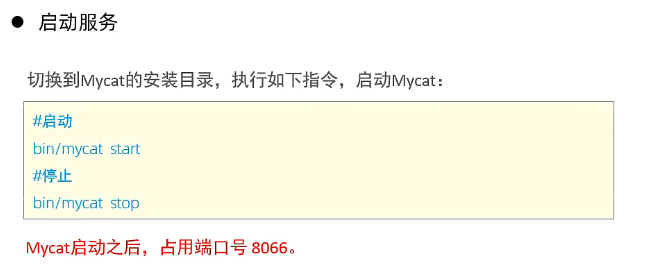 ● 启动服务
切换到Mycat的安装目录，执行如下指令，启动Mycat：
#启动
bin/mycat start
#停止
bin/mycat stop
Mycat启动之后，占用端口号 8066。